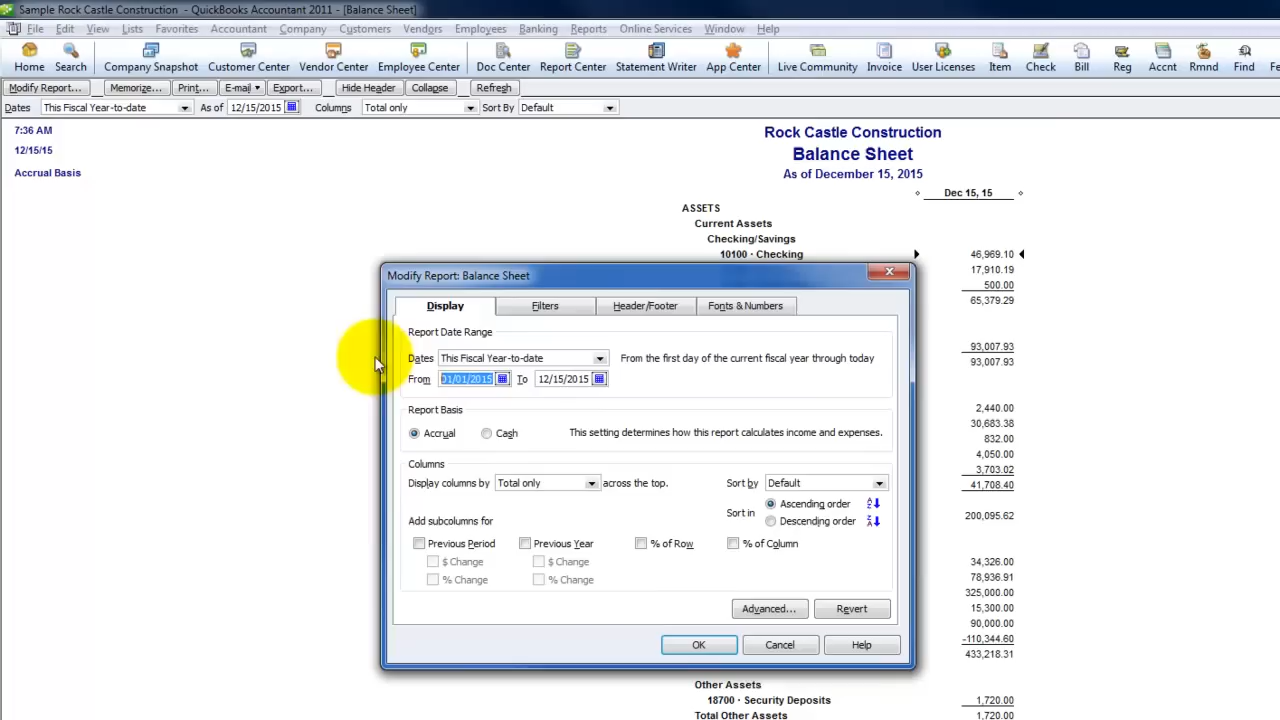 Sample Rock Castle Construction - QuickBooks Accountant 2011 - [Balance Sheet]
File Edit View Lists Favorites Accountant Company Customers Vendors Employees Banking Reports Online Services Window Help
Home Search Company Snapshot Customer Center Vendor Center Employee Center Doc Center Report Center Statement Writer App Center Live Community Invoice User Licenses Item Check Bill Reg Accnt Rmnd Find Fe
Modify Report... Memorize... Print... E-mail Export... Hide Header Collapse Refresh
Dates This Fiscal Year-to-date As of 12/15/2015 Columns Total only Sort By Default
7:36 AM
12/15/15
Accrual Basis
Rock Castle Construction
Balance Sheet
As of December 15, 2015
Dec 15, 15
ASSETS
Current Assets
Checking/Savings
10100 · Checking 46,969.10
17,910.19
500.00
65,379.29
93,007.93
93,007.93
2,440.00
30,683.38
832.00
4,050.00
3,703.02
41,708.40
200,095.62
34,326.00
78,936.91
325,000.00
15,300.00
90,000.00
-110,344.60
433,218.31
Other Assets
18700 · Security Deposits 1,720.00
Total Other Assets 1,720.00
Modify Report: Balance Sheet
Display Filters Header/Footer Fonts & Numbers
Report Date Range
Dates This Fiscal Year-to-date From the first day of the current fiscal year through today
From 01/01/2015 To 12/15/2015
Report Basis
Accrual Cash This setting determines how this report calculates income and expenses.
Columns
Display columns by Total only across the top. Sort by Default
Sort in Ascending order
Descending order
Add subcolumns for
Previous Period Previous Year % of Row % of Column
$ Change $ Change
% Change % Change
Advanced... Revert
OK Cancel Help